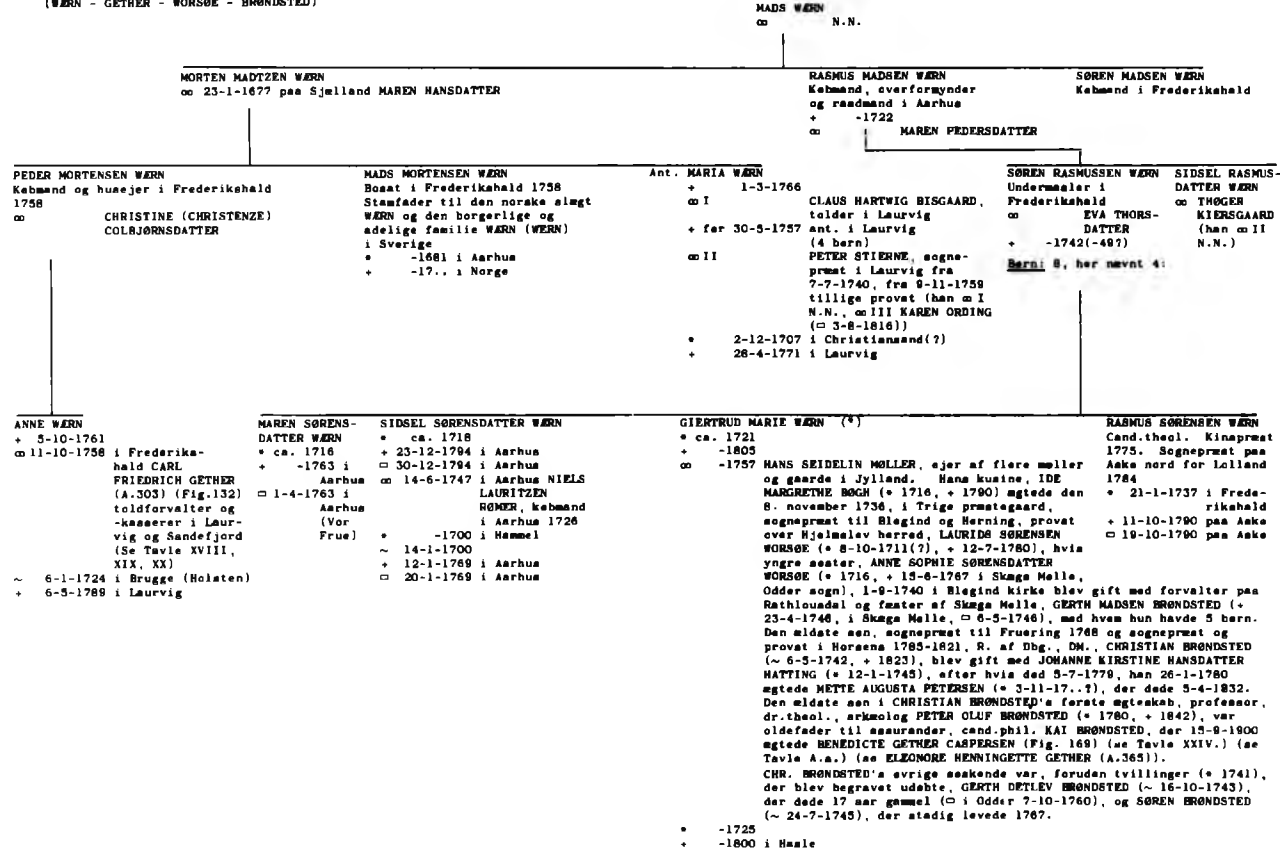 (WÆRN - GETHER - WORSØE - BRØNDSTED)
MADS WÆRN
∞ N.N.
MORTEN MADTZEN WÆRN
∞ 23-1-1677 paa Sjælland MAREN HANSDATTER
RASMUS MADSEN WÆRN
Købmand, overformynder
og raadmand i Aarhus
+ -1722
∞ MAREN PEDERSDATTER
SØREN MADSEN WÆRN
Købmand i Frederikshald
PEDER MORTENSEN WÆRN
Købmand og husejer i Frederikshald
1758
∞ CHRISTINE (CHRISTENZE)
COLBJØRNSDATTER
MADS MORTENSEN WÆRN
Bosat i Frederikshald 1758
Stamfader til den norske slægt
WÆRN og den borgerlige og
adelige familie WÆRN (WERN)
i Sverige
* -1681 i Aarhus
+ -17.. i Norge
Ant. MARIA WÆRN
+ 1-3-1766
∞ I CLAUS HARTWIG BISGAARD,
tolder i Laurvig
+ før 30-5-1757 ant. i Laurvig
(4 børn)
∞ II PETER STIERNE, sogne-
præst i Laurvig fra
7-7-1740, fra 9-11-1759
tillige provst (han ∞ I
N.N., ∞ III KAREN ORDING
(▭ 3-8-1816))
* 2-12-1707 i Christiansand(?)
+ 26-4-1771 i Laurvig
SØREN RASMUSSEN WÆRN
Undermaaler i
Frederikshald
∞ EVA THORS-
DATTER
+ -1742(-49?)
Børn: 8, her nævnt 4:
SIDSEL RASMUS-
DATTER WÆRN
∞ THØGER
KIERSGAARD
(han ∞ II
N.N.)
ANNE WÆRN
+ 5-10-1761
∞ 11-10-1758 i Frederiks-
hald CARL
FRIEDRICH GETHER
(A.303) (Fig.132)
toldforvalter og
-kasserer i Laur-
vig og Sandefjord
(Se Tavle XVIII,
XIX, XX)
~ 6-1-1724 i Brugge (Holsten)
+ 6-5-1789 i Laurvig
MAREN SØRENS-
DATTER WÆRN
* ca. 1716
+ -1763 i
Aarhus
▭ 1-4-1763 i
Aarhus
(Vor
Frue)
SIDSEL SØRENSDATTER WÆRN
* ca. 1718
+ 23-12-1794 i Aarhus
▭ 30-12-1794 i Aarhus
∞ 14-6-1747 i Aarhus NIELS
LAURITZEN
RØMER, købmand
i Aarhus 1726
* -1700 i Hammel
~ 14-1-1700
+ 12-1-1769 i Aarhus
▭ 20-1-1769 i Aarhus
GIERTRUD MARIE WÆRN (*)
* ca. 1721
+ -1805
∞ -1757 HANS SEIDELIN MØLLER, ejer af flere møller
og gaarde i Jylland. Hans kusine, IDE
MARGRETHE BØGH (* 1716, + 1790) ægtede den
8. november 1736, i Trige præstegaard,
sognepræst til Blegind og Hørning, provst
over Hjelmslev herred, LAURIDS SØRENSEN
WORSØE (* 8-10-1711(?), + 12-7-1780), hvis
yngre søster, ANNE SOPHIE SØRENSDATTER
WORSØE (* 1716, + 15-6-1767 i Skægs Mølle,
Odder sogn), 1-9-1740 i Blegind kirke blev gift med forvalter paa
Rathlousdal og fæster af Skægs Mølle, GERTH MADSEN BRØNDSTED (+
23-4-1746, i Skægs Mølle, ▭ 6-5-1746), med hvem hun havde 5 børn.
Den ældste søn, sognepræst til Fruering 1768 og sognepræst og
provst i Horsens 1785-1821, R. af Dbg., DM., CHRISTIAN BRØNDSTED
(~ 6-5-1742, + 1823), blev gift med JOHANNE KIRSTINE HANSDATTER
HATTING (* 12-1-1745), efter hvis død 5-7-1779, han 26-1-1780
ægtede METTE AUGUSTA PETERSEN (* 3-11-17..?), der døde 5-4-1832.
Den ældste søn i CHRISTIAN BRØNDSTED's første ægteskab, professor,
dr.theol., arkæolog PETER OLUF BRØNDSTED (* 1780, + 1842), var
oldefader til assurandør, cand.phil. KAI BRØNDSTED, der 15-9-1900
ægtede BENEDICTE GETHER CASPERSEN (Fig. 169) (se Tavle XXIV.) (se
Tavle A.a.) (se ELEONORE HENNINGETTE GETHER (A.365)).
CHR. BRØNDSTED's øvrige søskende var, foruden tvillinger (* 1741),
der blev begravet udøbte, GERTH DETLEV BRØNDSTED (~ 16-10-1743),
der døde 17 aar gammel (▭ i Odder 7-10-1760), og SØREN BRØNDSTED
(~ 24-7-1745), der stadig levede 1767.
* -1725
+ -1800 i Hasle
RASMUS SØRENSEN WÆRN
Cand.theol. Kinapræst
1775. Sognepræst paa
Askø nord for Lolland
1784
* 21-1-1737 i Frede-
rikshald
+ 11-10-1790 paa Askø
▭ 19-10-1790 paa Askø